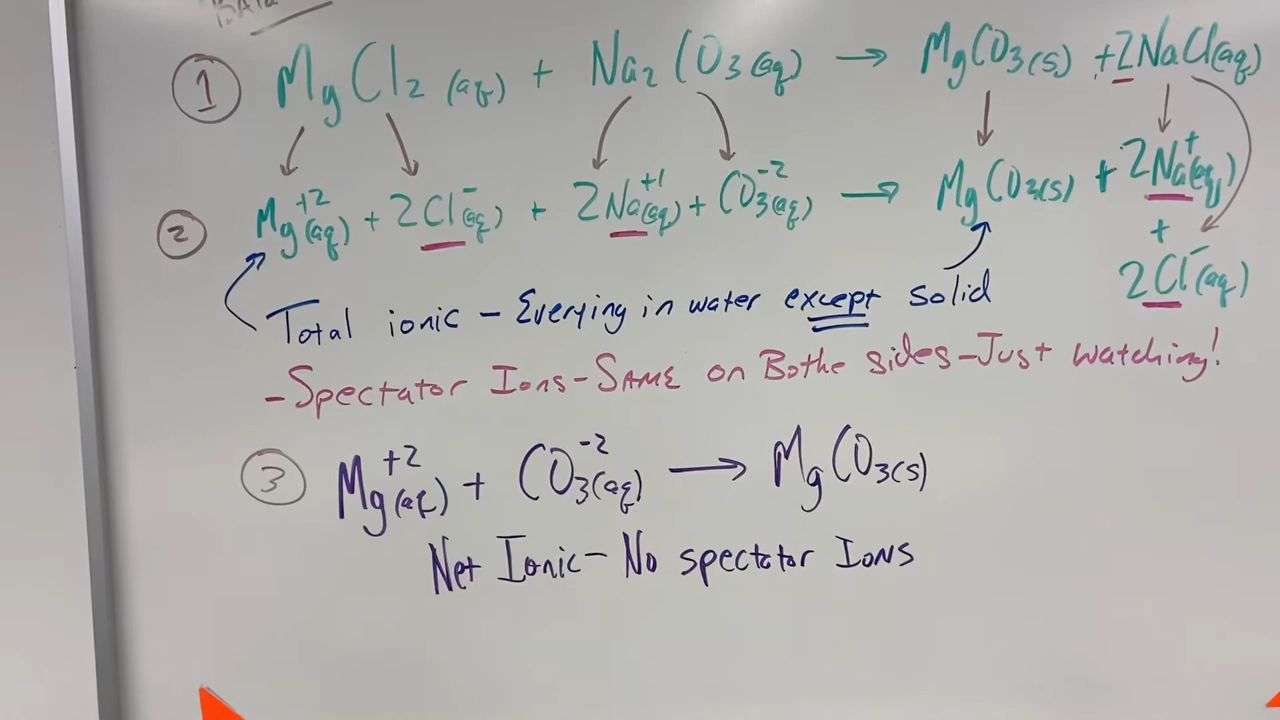 ① MgCl₂ (aq) + Na₂CO₃(aq) → MgCO₃(s) + 2NaCl(aq)
② Mg⁺²(aq) + 2Cl⁻(aq) + 2Na⁺¹(aq) + CO₃⁻²(aq) → MgCO₃(s) + 2Na⁺(aq)
+
2Cl⁻(aq)
Total ionic – Everying in water except solid
- Spectator Ions - SAME on Bothe sides - Just watching!
③ Mg⁺²(aq) + CO₃⁻²(aq) → MgCO₃(s)
Net Ionic - No spectator Ions